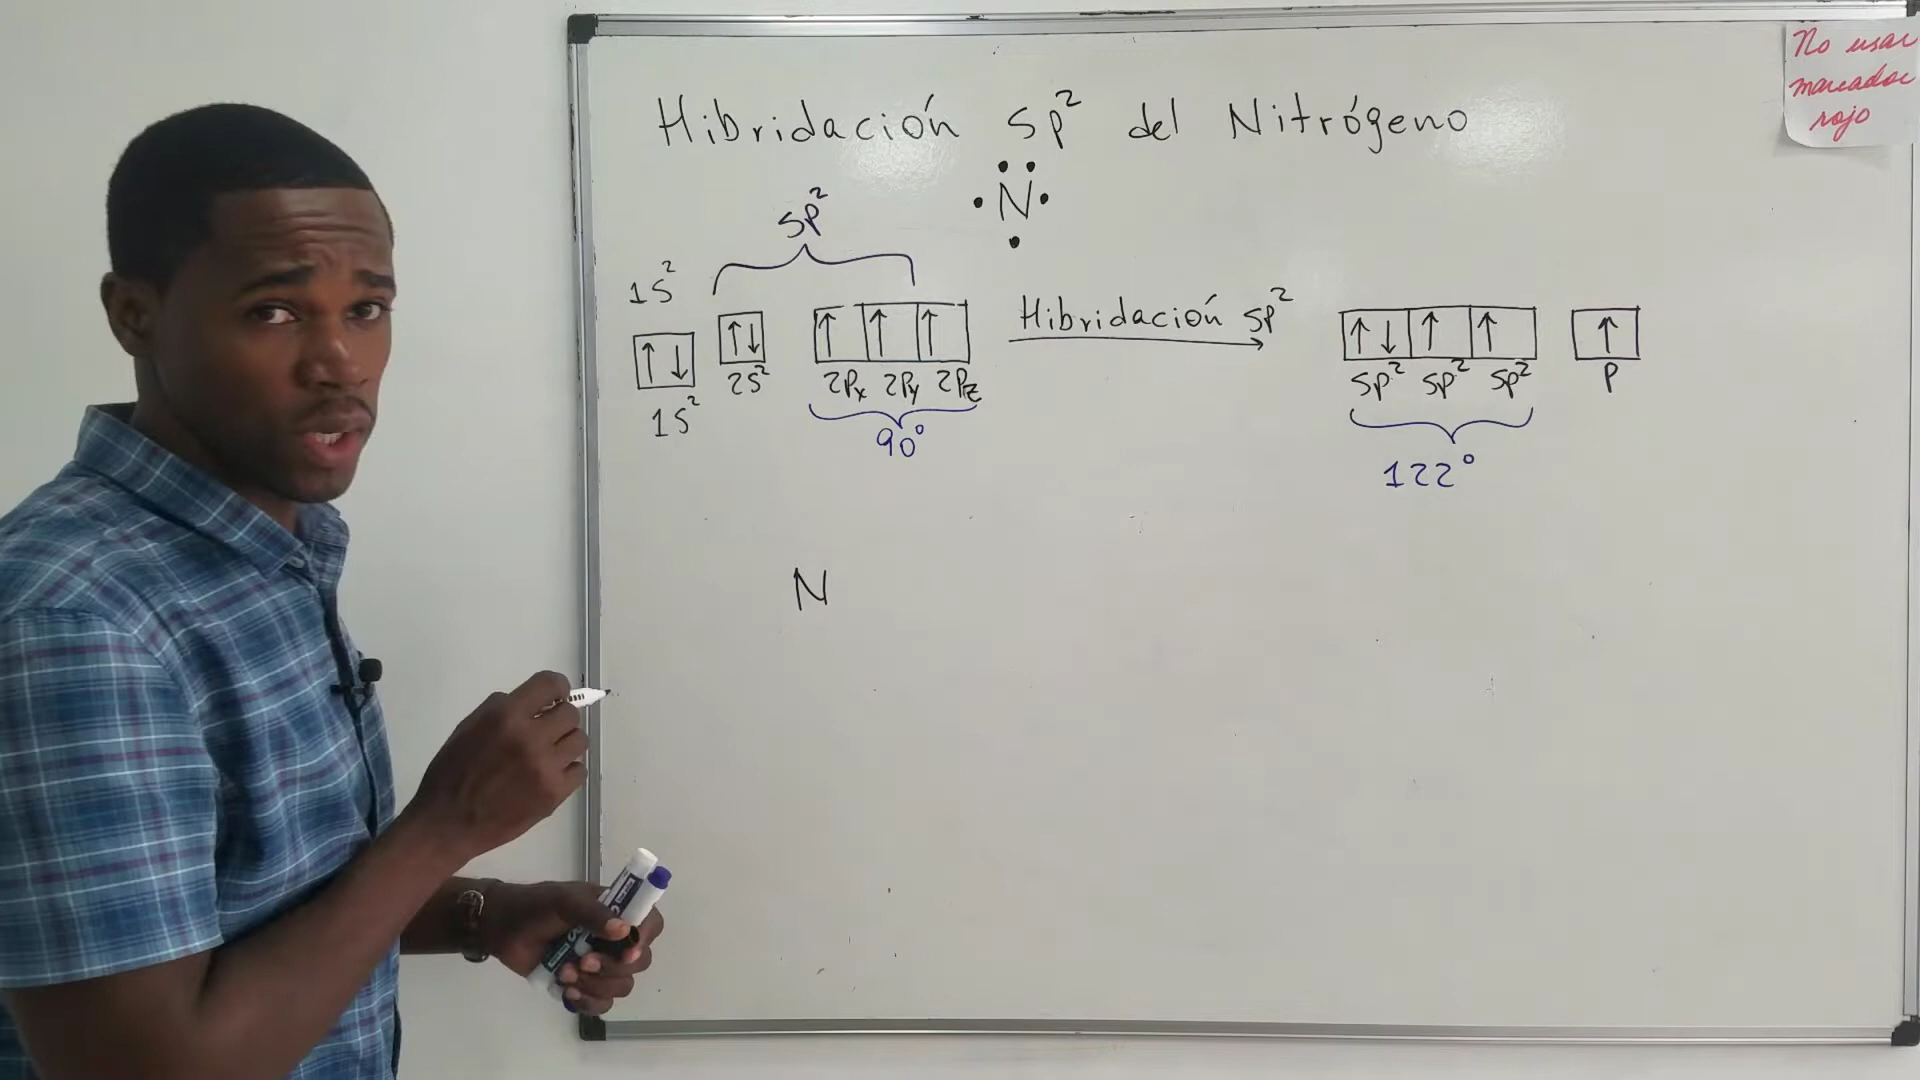 Hibridación sp² del Nitrógeno
No usar
marcador
rojo
N
sp²
1s²
2s²
2Px 2Py 2Pz
1s²
90°
Hibridación sp²
sp² sp² sp²
P
122°
N